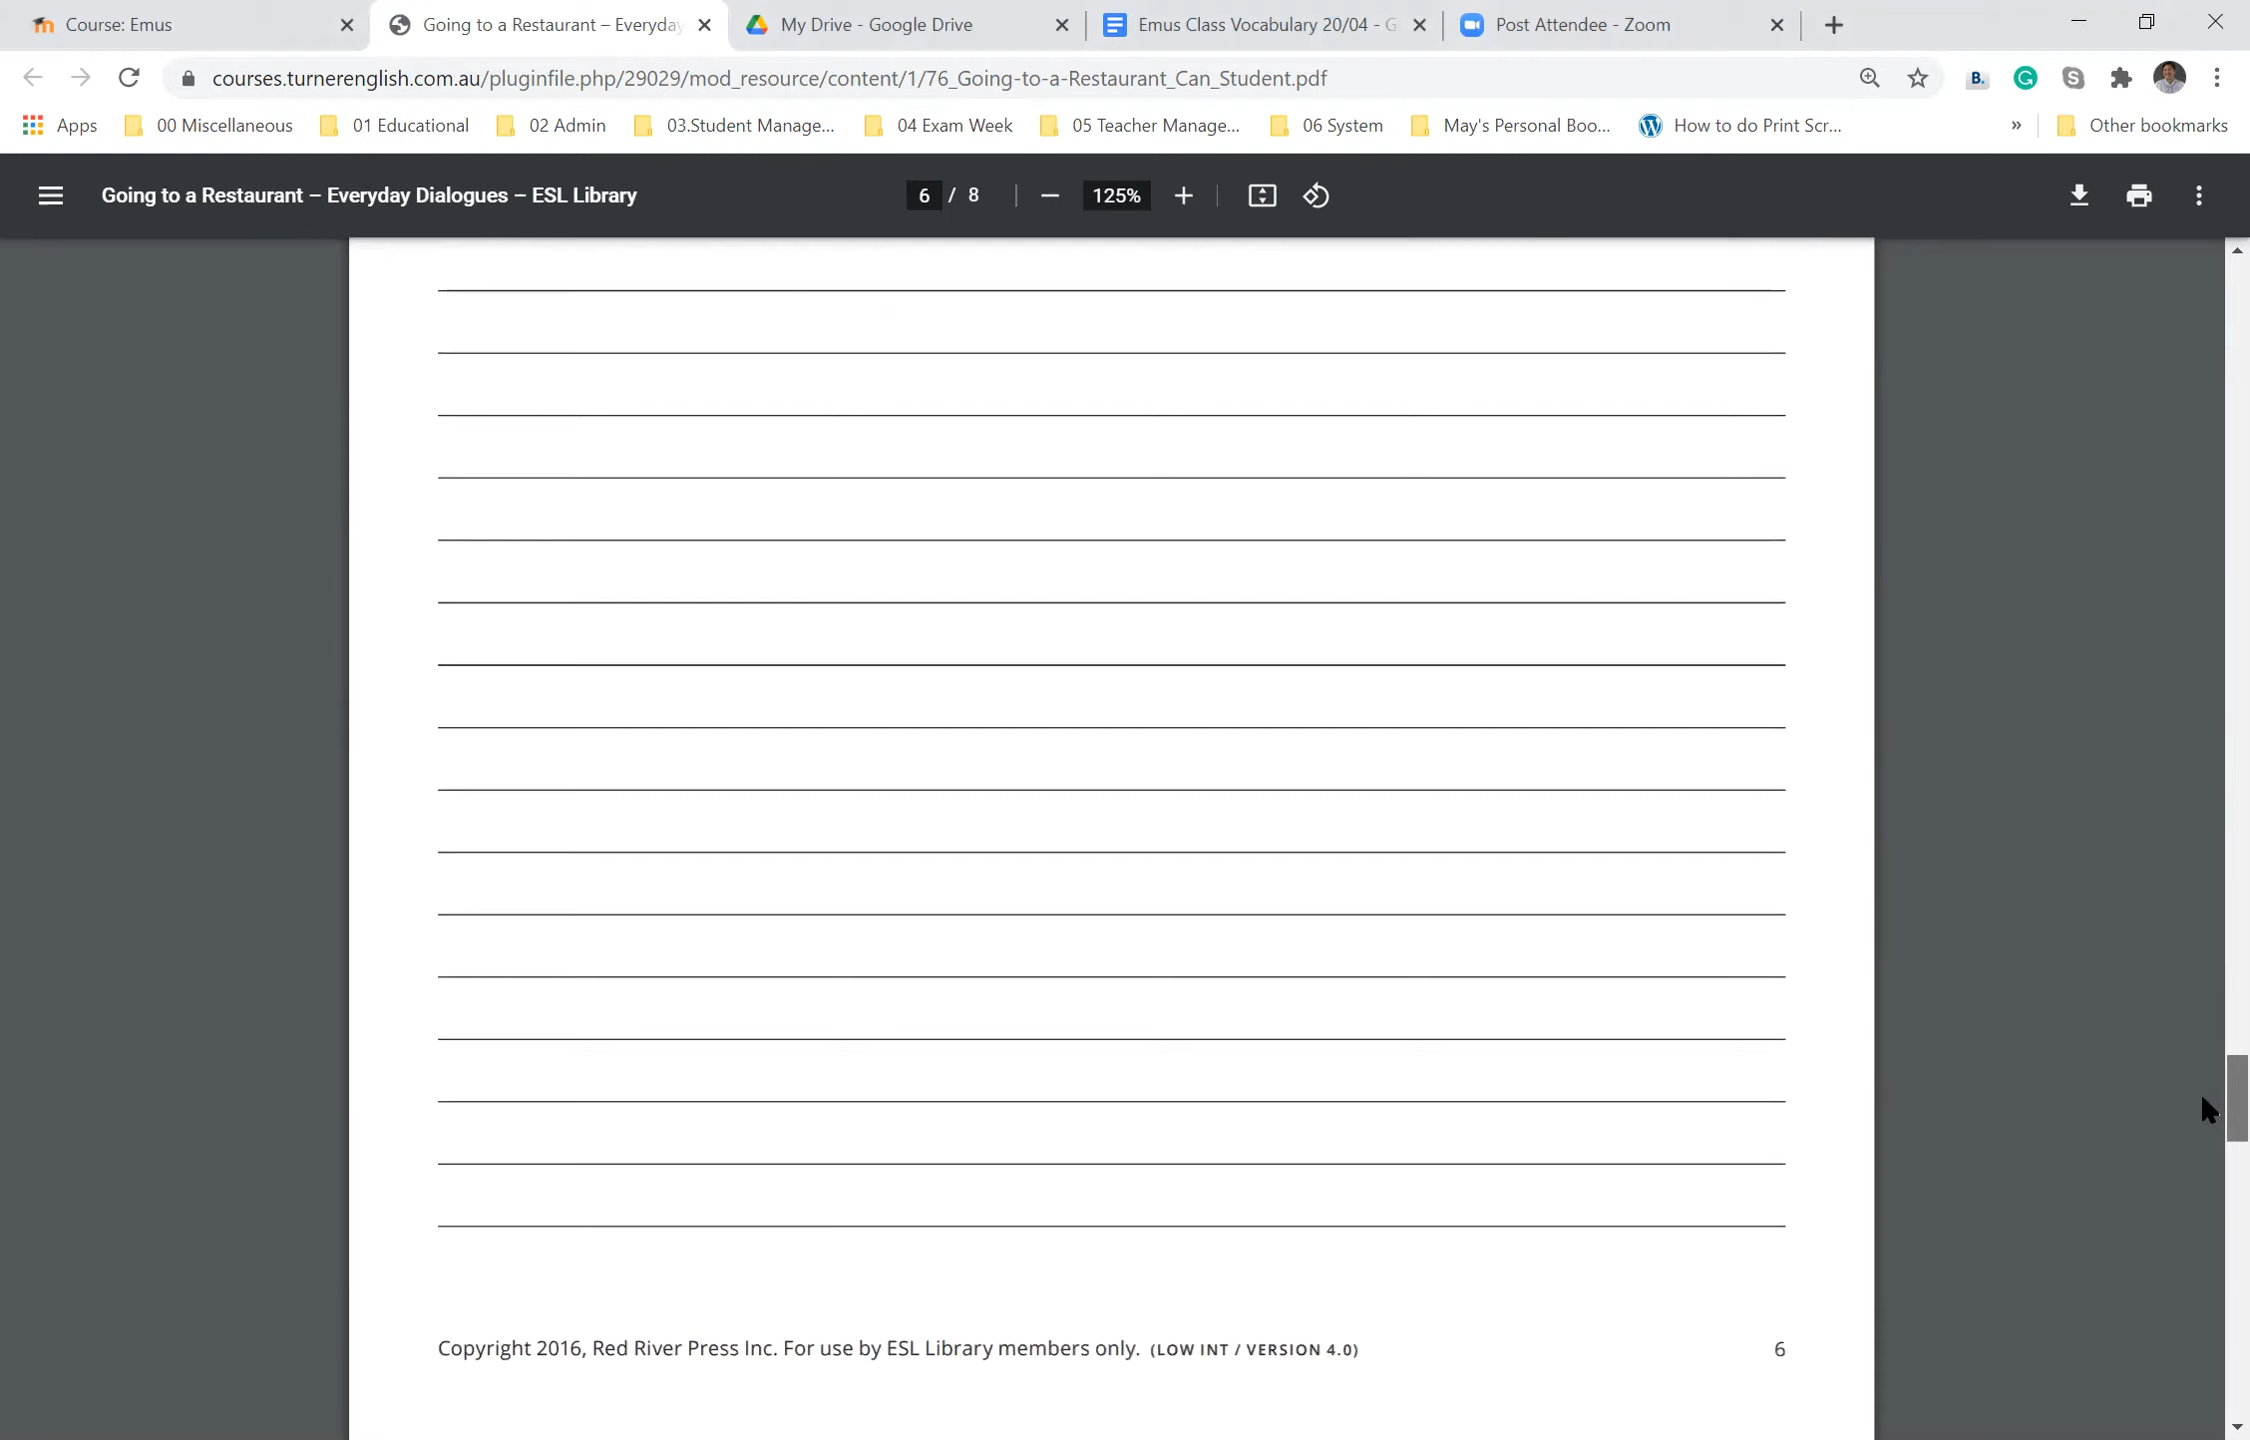 Course: Emus
Going to a Restaurant – Everyday
My Drive - Google Drive
Emus Class Vocabulary 20/04 - G
Post Attendee - Zoom
courses.turnerenglish.com.au/pluginfile.php/29029/mod_resource/content/1/76_Going-to-a-Restaurant_Can_Student.pdf
B.
Apps
00 Miscellaneous
01 Educational
02 Admin
03.Student Manage...
04 Exam Week
05 Teacher Manage...
06 System
May's Personal Boo...
How to do Print Scr...
»
Other bookmarks
Going to a Restaurant – Everyday Dialogues – ESL Library
6 / 8
125%
Copyright 2016, Red River Press Inc. For use by ESL Library members only. (LOW INT / VERSION 4.0)
6